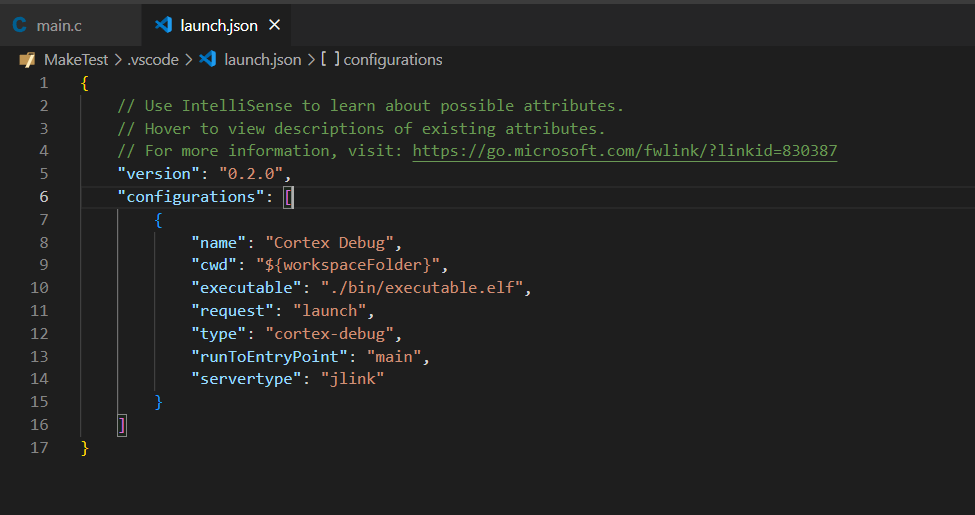 main.c launch.json
MakeTest > .vscode > launch.json > [ ] configurations
1 {
2 // Use IntelliSense to learn about possible attributes.
3 // Hover to view descriptions of existing attributes.
4 // For more information, visit: https://go.microsoft.com/fwlink/?linkid=830387
5 "version": "0.2.0",
6 "configurations": [
7 {
8 "name": "Cortex Debug",
9 "cwd": "${workspaceFolder}",
10 "executable": "./bin/executable.elf",
11 "request": "launch",
12 "type": "cortex-debug",
13 "runToEntryPoint": "main",
14 "servertype": "jlink"
15 }
16 ]
17 }